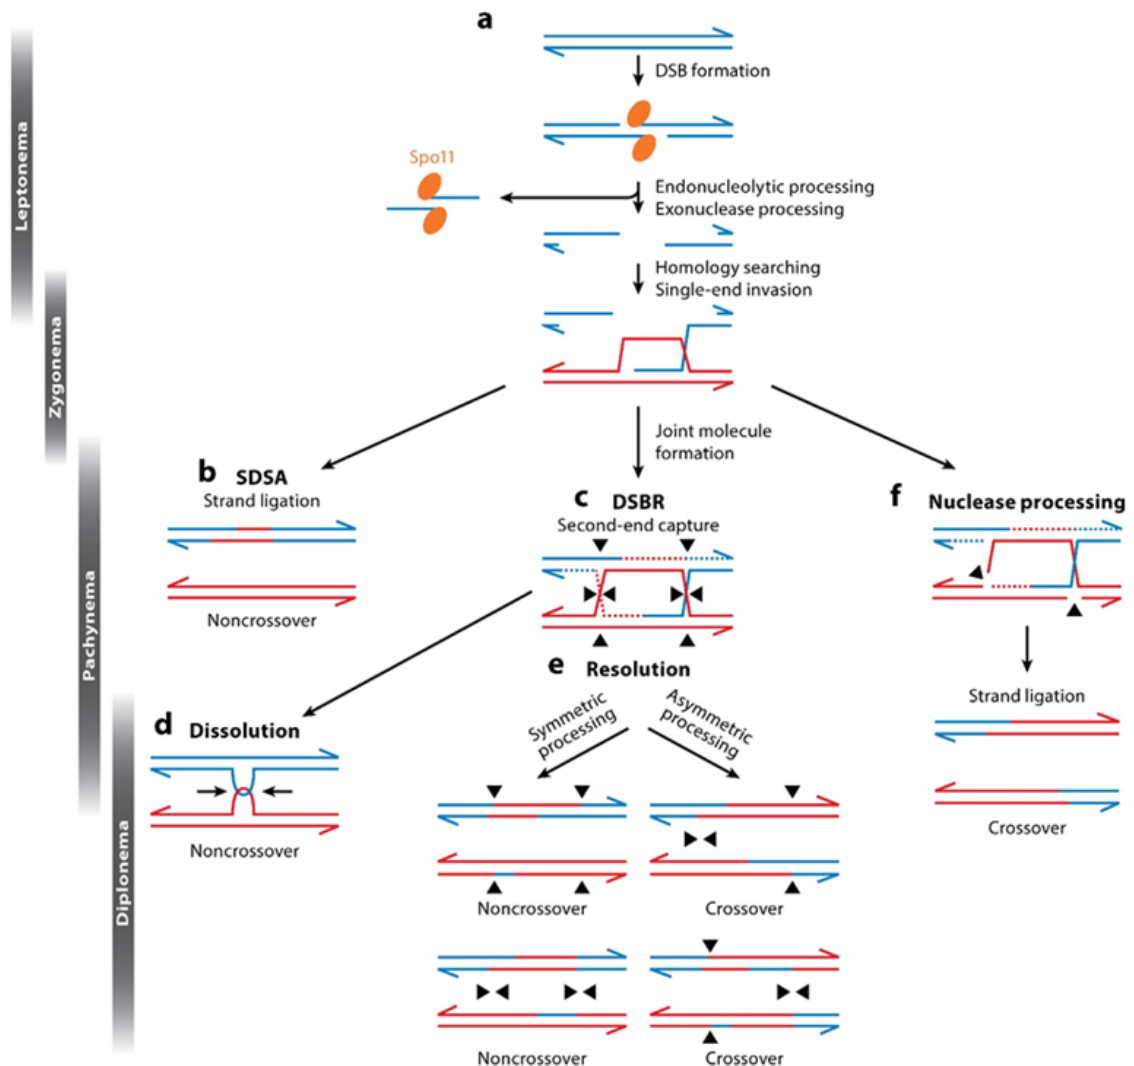 a
DSB formation
Spo11
Endonucleolytic processing
Exonuclease processing
Homology searching
Single-end invasion
Leptonema
Zygonema
Joint molecule
formation
b
SDSA
Strand ligation
Noncrossover
c
DSBR
Second-end capture
f
Nuclease processing
Pachynema
e
Resolution
Symmetric
processing
Asymmetric
processing
Strand ligation
Crossover
d
Dissolution
Noncrossover
Diplonema
Noncrossover
Crossover
Noncrossover
Crossover